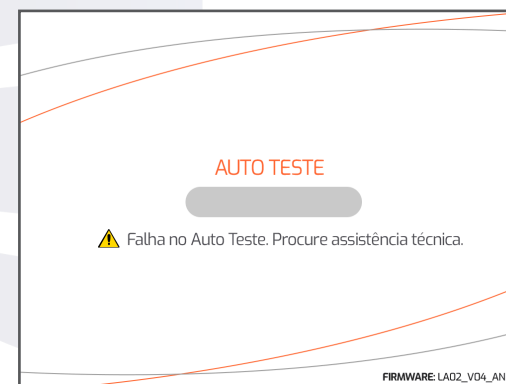 AUTO TESTE
Falha no Auto Teste. Procure assistência técnica.
FIRMWARE: LA02_V04_AN